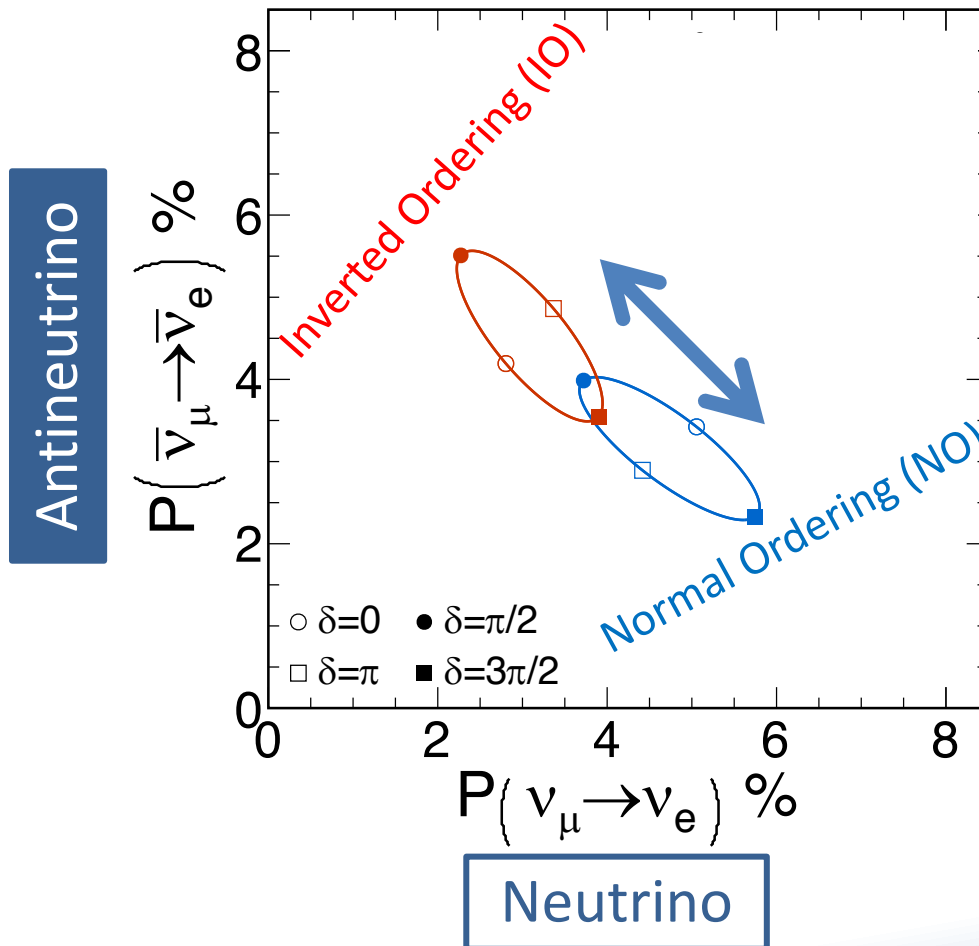 Antineutrino
P(ν̅μ→ν̅e) %
8
6
4
2
0
Inverted Ordering (IO)
Normal Ordering (NO)
δ=0 δ=π/2
δ=π δ=3π/2
0 2 4 6 8
P(νμ→νe) %
Neutrino